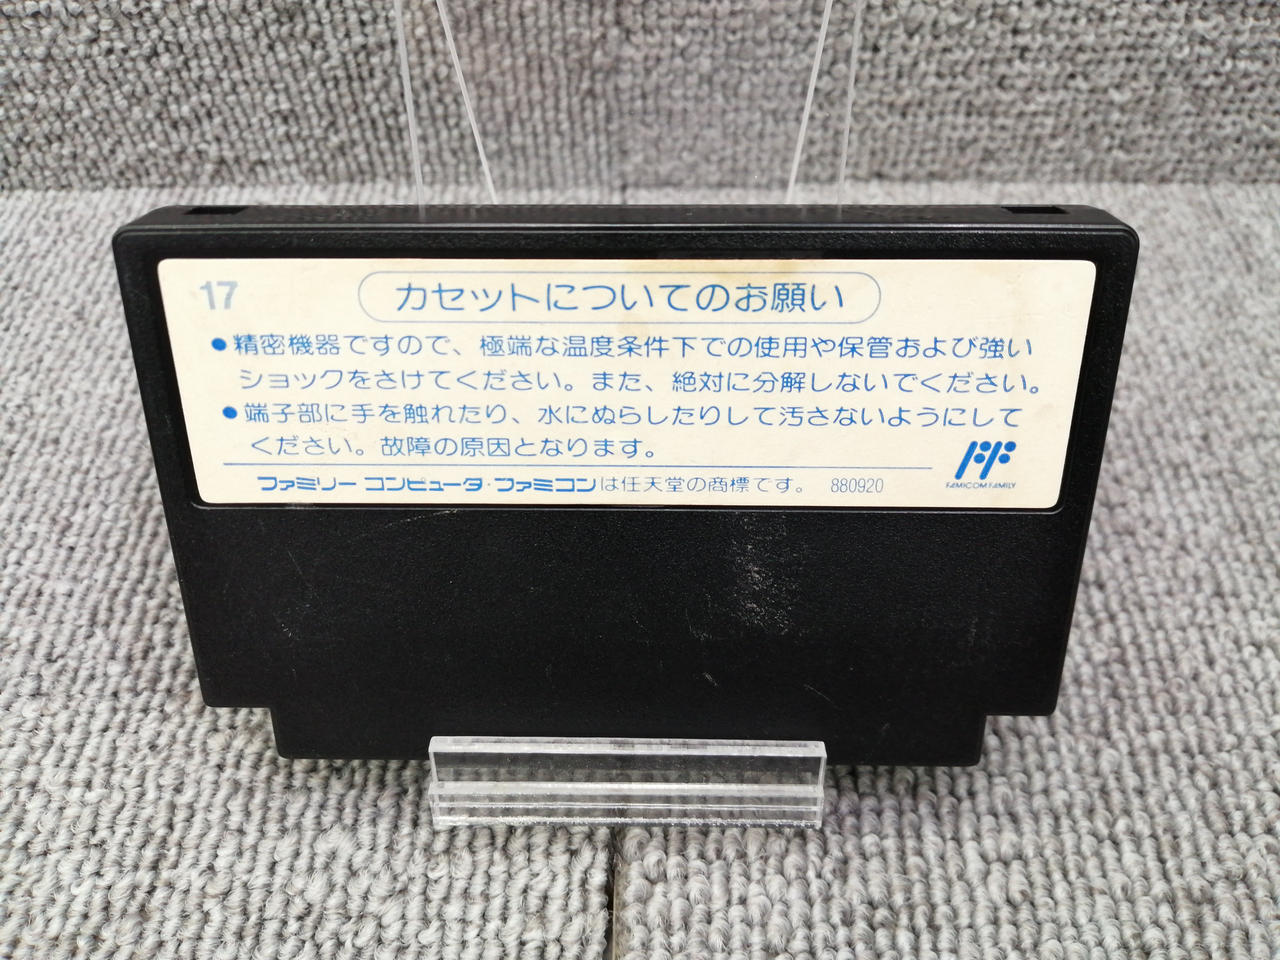 17
カセットについてのお願い
●精密機器ですので、極端な温度条件下での使用や保管および強い
ショックをさけてください。また、絶対に分解しないでください。
●端子部に手を触れたり、水にぬらしたりして汚さないようにして
ください。故障の原因となります。
ファミリーコンピュータ・ファミコンは任天堂の商標です。 880920
FF
FAMICOM FAMILY